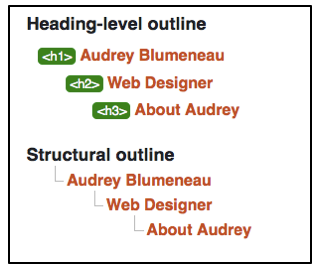 Heading-level outline
<h1> Audrey Blumeneau
<h2> Web Designer
<h3> About Audrey
Structural outline
Audrey Blumeneau
Web Designer
About Audrey